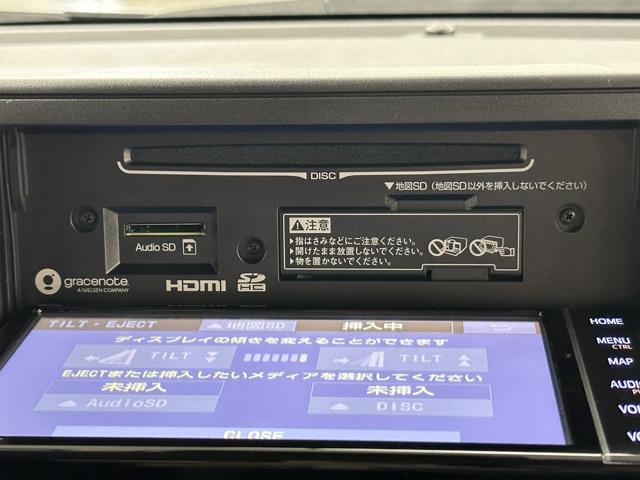 DISC
▼地図SD（地図SD以外を挿入しないでください）
Audio SD
⚠注意
▶指はさみなどにご注意ください。
▶開けたまま放置しないでください。
▶物を置かないでください。
gracenote.
A NIELSEN COMPANY
HDMI
SD
HC
TILT・EJECT
地図SD 挿入中
ディスプレイの傾きを変えることができます
TILT
TILT
EJECTまたは挿入したいメディアを選択してください
未挿入 未挿入
AudioSD DISC
CLOSE
HOME
MENU
CTRL
MAP
AUDIO
VOL